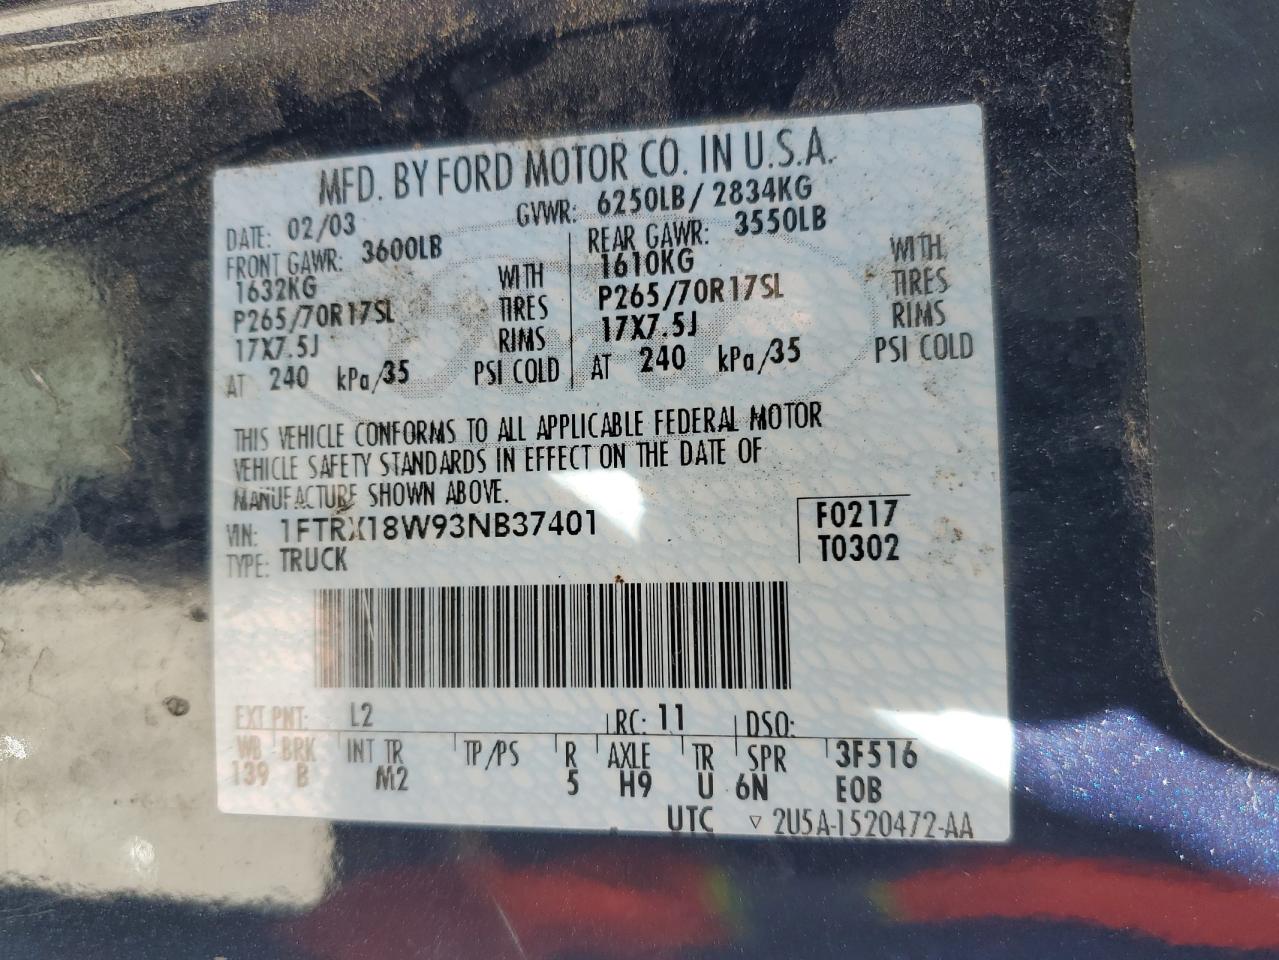 MFD. BY FORD MOTOR CO. IN U.S.A.
DATE: 02/03 GVWR: 6250LB/ 2834KG
FRONT GAWR: 3600LB REAR GAWR: 3550LB
1632KG WITH 1610KG WITH
P265/70R17SL TIRES P265/70R17SL TIRES
17X7.5J RIMS 17X7.5J RIMS
AT 240 kPa/35 PSI COLD AT 240 kPa/35 PSI COLD
THIS VEHICLE CONFORMS TO ALL APPLICABLE FEDERAL MOTOR
VEHICLE SAFETY STANDARDS IN EFFECT ON THE DATE OF
MANUFACTURE SHOWN ABOVE.
VIN: 1FTRX18W93NB37401 F0217
TYPE: TRUCK T0302
EXT PNT: L2 RC: 11 DSO:
WB BRK INT TR TP/PS R AXLE TR SPR 3F516
139 B M2 5 H9 U 6N EOB
UTC ▽ 2U5A-1520472-AA